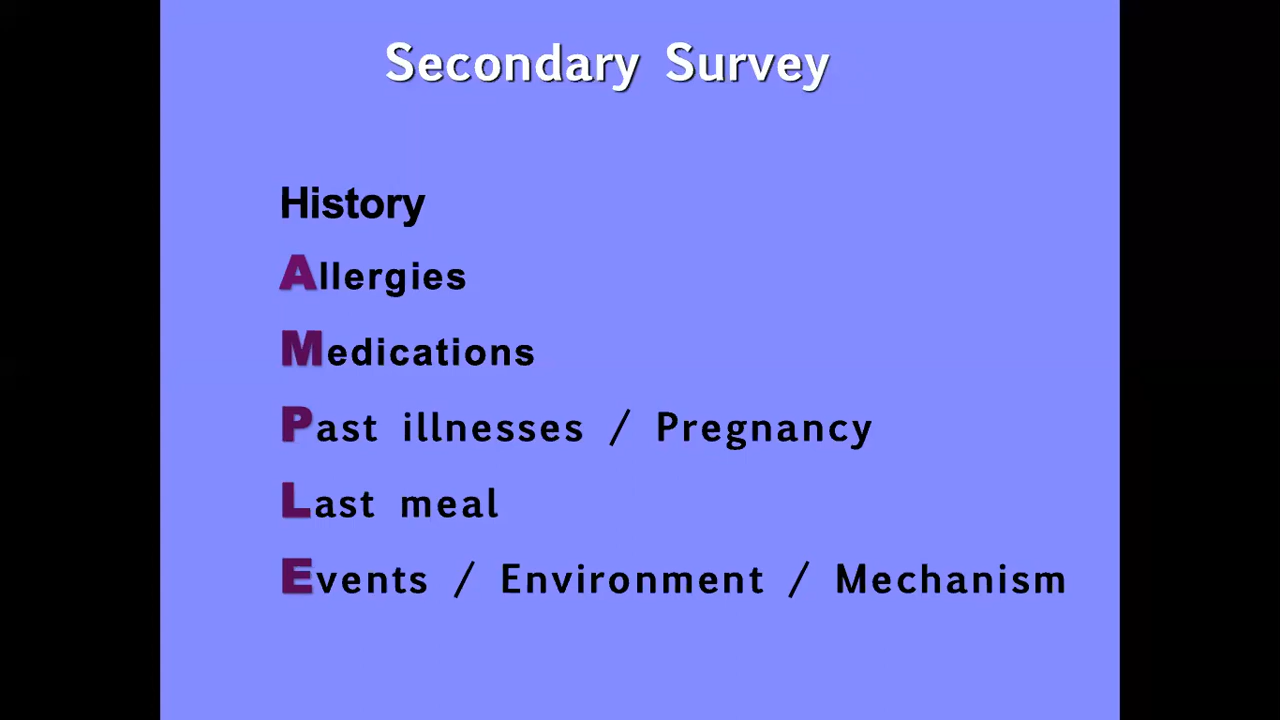 Secondary Survey
History
Allergies
Medications
Past illnesses / Pregnancy
Last meal
Events / Environment / Mechanism